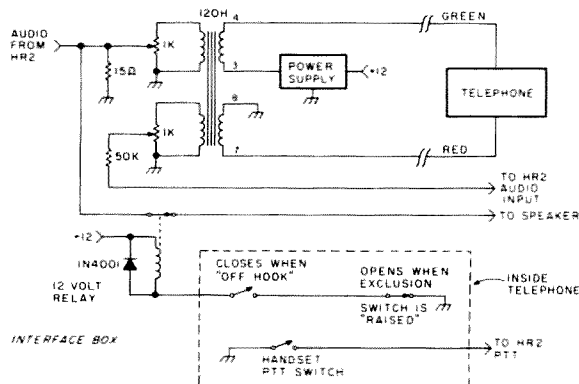 AUDIO
FROM
HR2
120H
4
GREEN
1K
15Ω
3
POWER
SUPPLY
+12
TELEPHONE
8
1K
50K
7
RED
TO HR2
AUDIO
INPUT
TO SPEAKER
+12
1N4001
12 VOLT
RELAY
CLOSES WHEN
"OFF HOOK"
OPENS WHEN
EXCLUSION
SWITCH IS
"RAISED"
INSIDE
TELEPHONE
INTERFACE BOX
HANDSET
PTT SWITCH
TO HR2
PTT